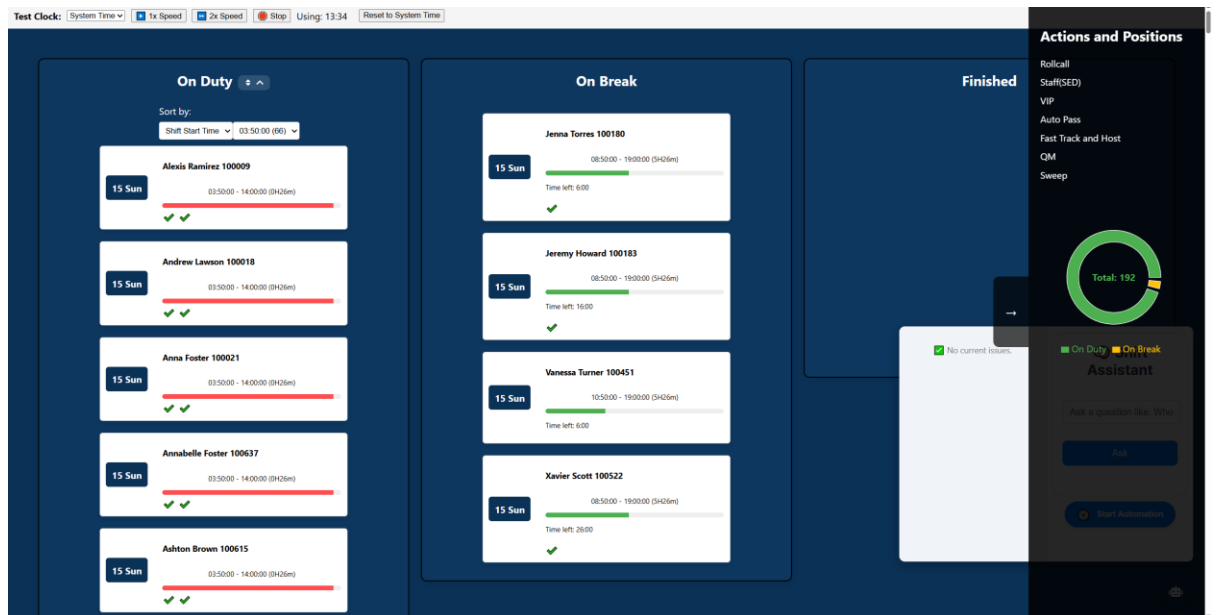 Test Clock: System Time 1x Speed 2x Speed Stop Using: 13:34 Reset to System Time
On Duty
Sort by:
Shift Start Time 03:50:00 (66)
15 Sun
Alexis Ramirez 100009
03:50:00 - 14:00:00 (0H26m)
15 Sun
Andrew Lawson 100018
03:50:00 - 14:00:00 (0H26m)
15 Sun
Anna Foster 100021
03:50:00 - 14:00:00 (0H26m)
15 Sun
Annabelle Foster 100637
03:50:00 - 14:00:00 (0H26m)
15 Sun
Ashton Brown 100615
03:50:00 - 14:00:00 (0H26m)
On Break
15 Sun
Jenna Torres 100180
08:50:00 - 19:00:00 (5H26m)
Time left: 6:00
15 Sun
Jeremy Howard 100183
08:50:00 - 19:00:00 (5H26m)
Time left: 16:00
15 Sun
Vanessa Turner 100451
10:50:00 - 19:00:00 (5H26m)
Time left: 6:00
15 Sun
Xavier Scott 100522
08:50:00 - 19:00:00 (5H26m)
Time left: 26:00
Finished
No current issues.
Actions and Positions
Rollcall
Staff(SED)
VIP
Auto Pass
Fast Track and Host
QM
Sweep
Total: 192
On Duty On Break
Shift
Assistant
Ask a question like: Who
Ask
Start Automation